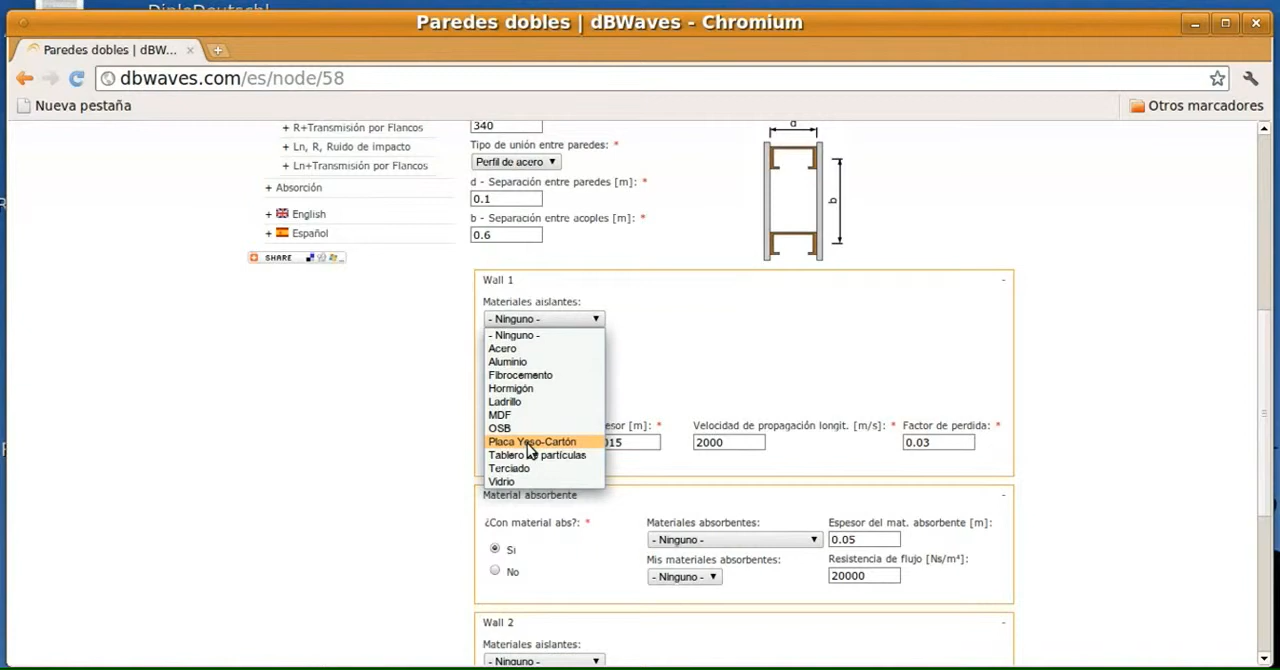 DiploDeutschl
Paredes dobles | dBWaves - Chromium
Paredes dobles | dBW...
dbwaves.com/es/node/58
Nueva pestaña
Otros marcadores
+ R+Transmisión por Flancos
+ Ln, R, Ruido de impacto
+ Ln+Transmisión por Flancos
+ Absorción
+ English
+ Español
SHARE
340
Tipo de unión entre paredes: *
Perfil de acero
d - Separación entre paredes [m]: *
0.1
b - Separación entre acoples [m]: *
0.6
d
b
Wall 1
-
Materiales aislantes:
- Ninguno -
- Ninguno -
Acero
Aluminio
Fibrocemento
Hormigón
Ladrillo
MDF
OSB
Placa Yeso-Cartón
Tablero de partículas
Terciado
Vidrio
esor [m]: *
Velocidad de propagación longit. [m/s]: *
Factor de perdida: *
015
2000
0.03
Material absorbente
-
¿Con material abs?: *
Si
No
Materiales absorbentes:
- Ninguno -
Mis materiales absorbentes:
- Ninguno -
Espesor del mat. absorbente [m]:
0.05
Resistencia de flujo [Ns/m⁴]:
20000
Wall 2
-
Materiales aislantes:
- Ninguno -